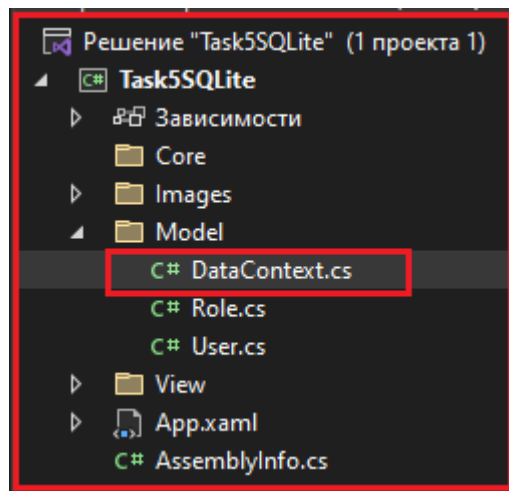 Решение "Task5SQLite" (1 проекта 1)
C# Task5SQLite
Зависимости
Core
Images
Model
C# DataContext.cs
C# Role.cs
C# User.cs
View
App.xaml
C# AssemblyInfo.cs